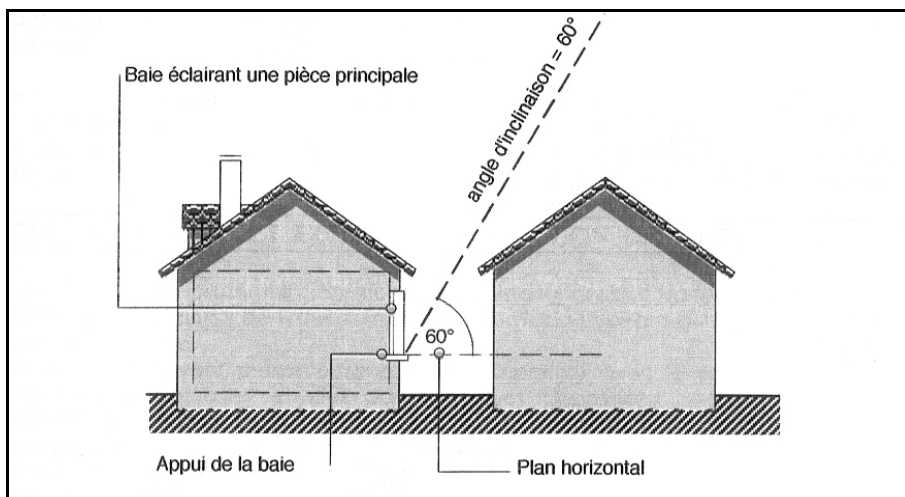 Baie éclairant une pièce principale
angle d'inclinaison = 60°
60°
Appui de la baie
Plan horizontal